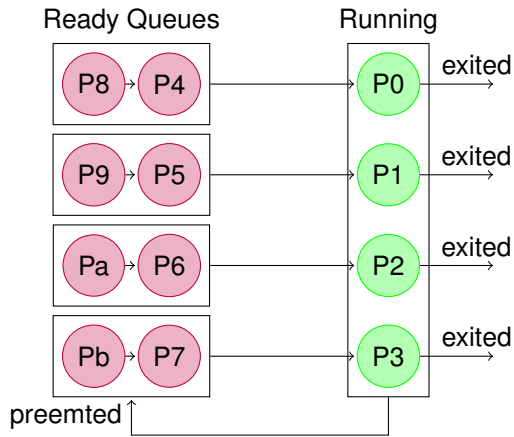 Ready Queues Running
P8 P4 P0 exited
P9 P5 P1 exited
Pa P6 P2 exited
Pb P7 P3 exited
preemted